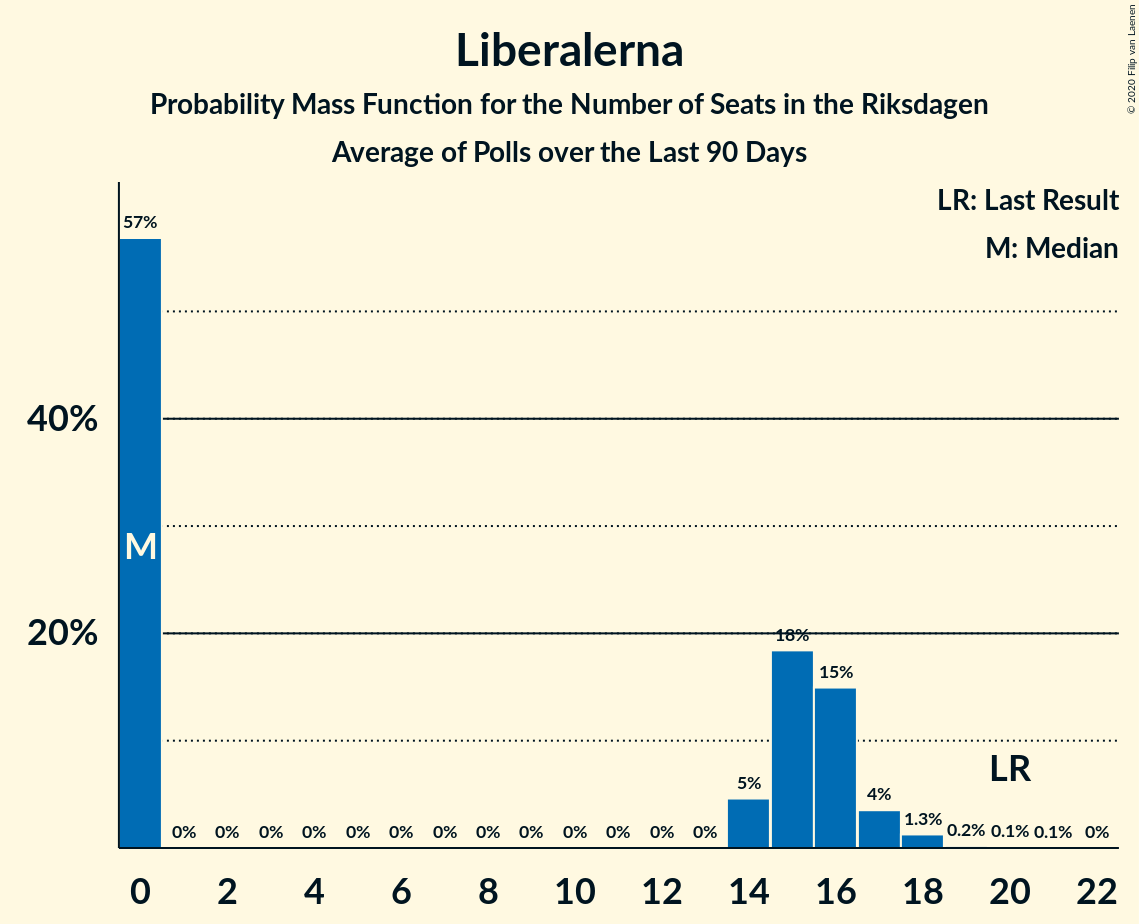 Liberalerna
Probability Mass Function for the Number of Seats in the Riksdagen
Average of Polls over the Last 90 Days
© 2020 Filip van Laenen
LR: Last Result
M: Median
57%
40%
M
20%
18%
15%
LR
5%
4%
1.3%
0% 0% 0% 0% 0% 0% 0% 0% 0% 0% 0% 0% 0% 0.2% 0.1% 0.1% 0%
0 2 4 6 8 10 12 14 16 18 20 22